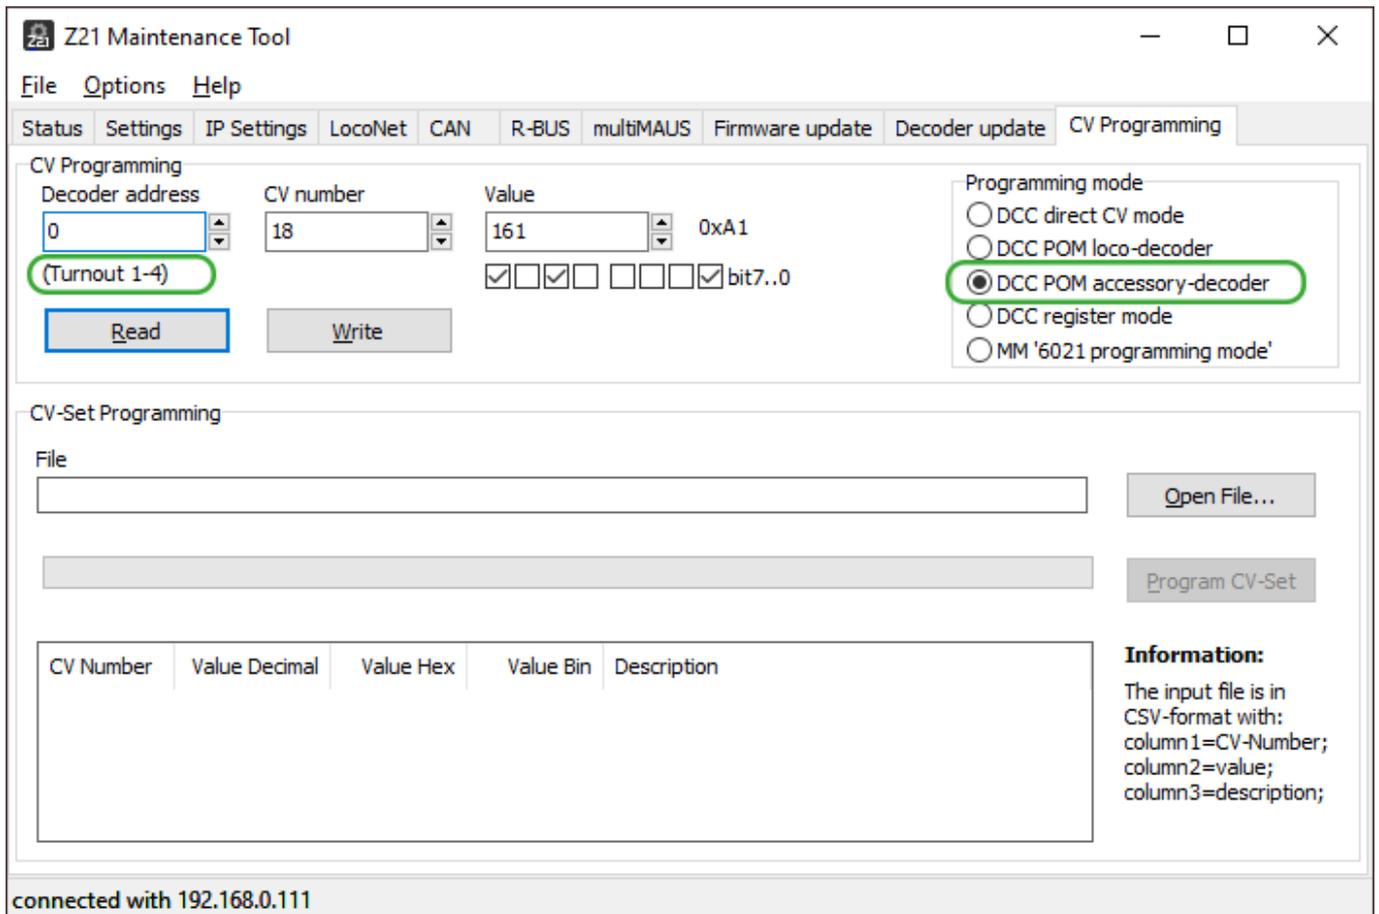 Z21 Maintenance Tool
File Options Help
Status Settings IP Settings LocoNet CAN R-BUS multiMAUS Firmware update Decoder update CV Programming
CV Programming
Decoder address CV number Value
0 18 161 0xA1
(Turnout 1-4) bit7..0
Read Write
Programming mode
DCC direct CV mode
DCC POM loco-decoder
DCC POM accessory-decoder
DCC register mode
MM '6021 programming mode'
CV-Set Programming
File
Open File...
Program CV-Set
CV Number Value Decimal Value Hex Value Bin Description
Information:
The input file is in
CSV-format with:
column1=CV-Number;
column2=value;
column3=description;
connected with 192.168.0.111